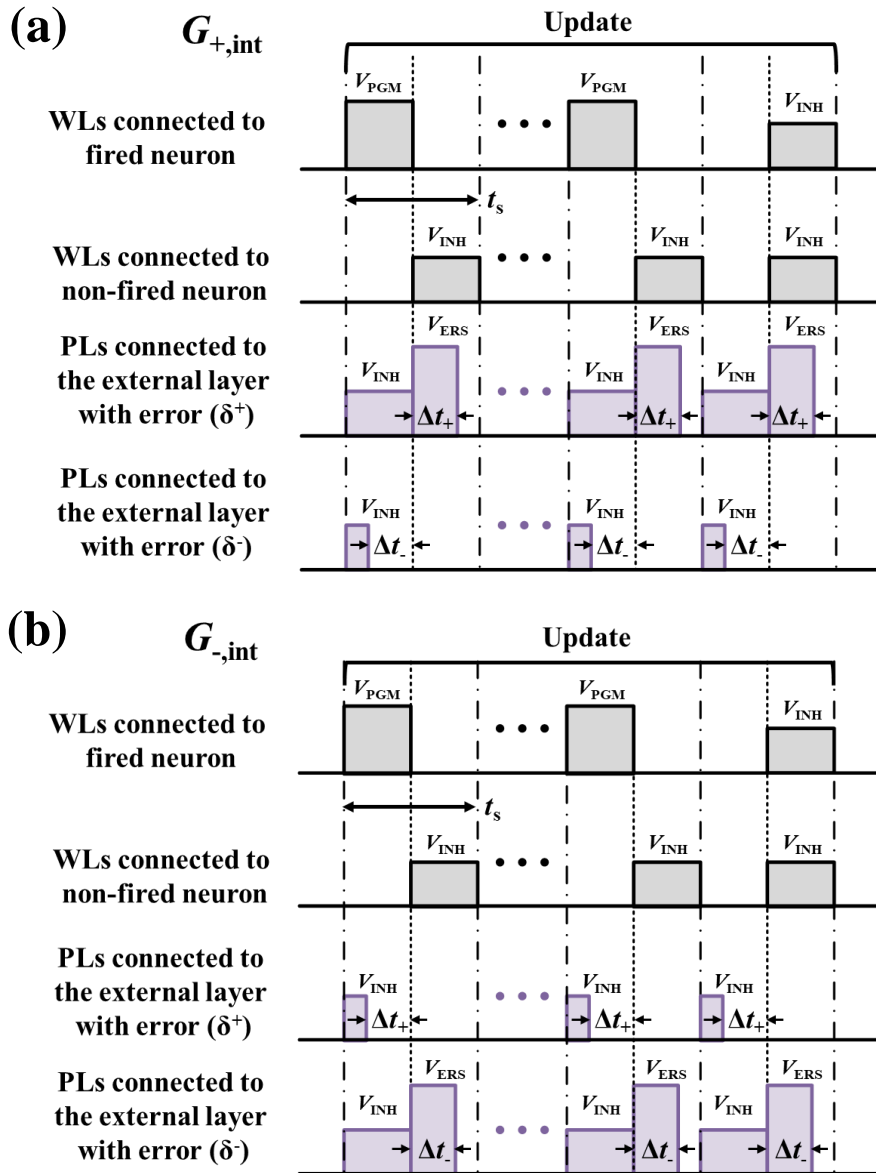 (a)
G+,int
Update
VPGM
VPGM
VINH
WLs connected to
fired neuron
ts
VINH
VINH
VINH
WLs connected to
non-fired neuron
VERS
VERS
VERS
PLs connected to
the external layer
with error (δ+)
VINH
VINH
VINH
Δt+
Δt+
Δt+
PLs connected to
the external layer
with error (δ-)
VINH
VINH
VINH
Δt-
Δt-
Δt-
(b)
G-,int
Update
VPGM
VPGM
VINH
WLs connected to
fired neuron
ts
VINH
VINH
VINH
WLs connected to
non-fired neuron
PLs connected to
the external layer
with error (δ+)
VINH
VINH
VINH
Δt+
Δt+
Δt+
VERS
VERS
VERS
PLs connected to
the external layer
with error (δ-)
VINH
VINH
VINH
Δt-
Δt-
Δt-